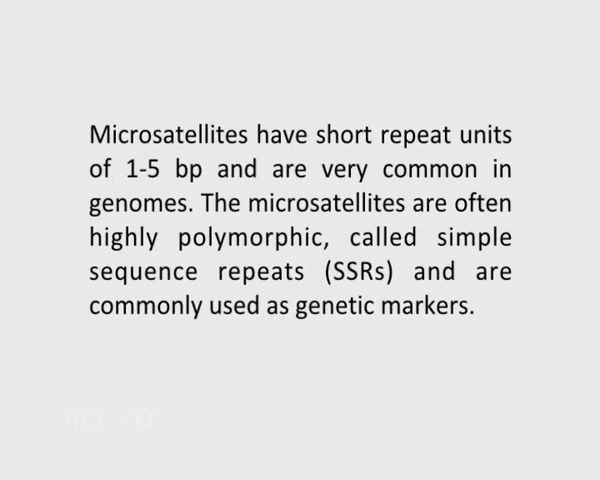 Microsatellites have short repeat units
of 1-5 bp and are very common in
genomes. The microsatellites are often
highly polymorphic, called simple
sequence repeats (SSRs) and are
commonly used as genetic markers.